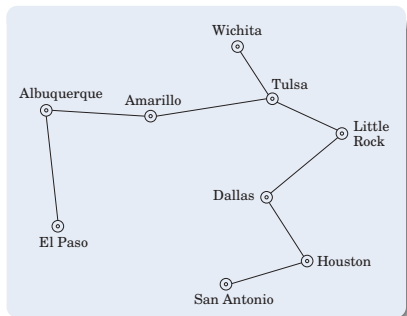 Wichita
Tulsa
Albuquerque
Amarillo
Little
Rock
Dallas
El Paso
Houston
San Antonio